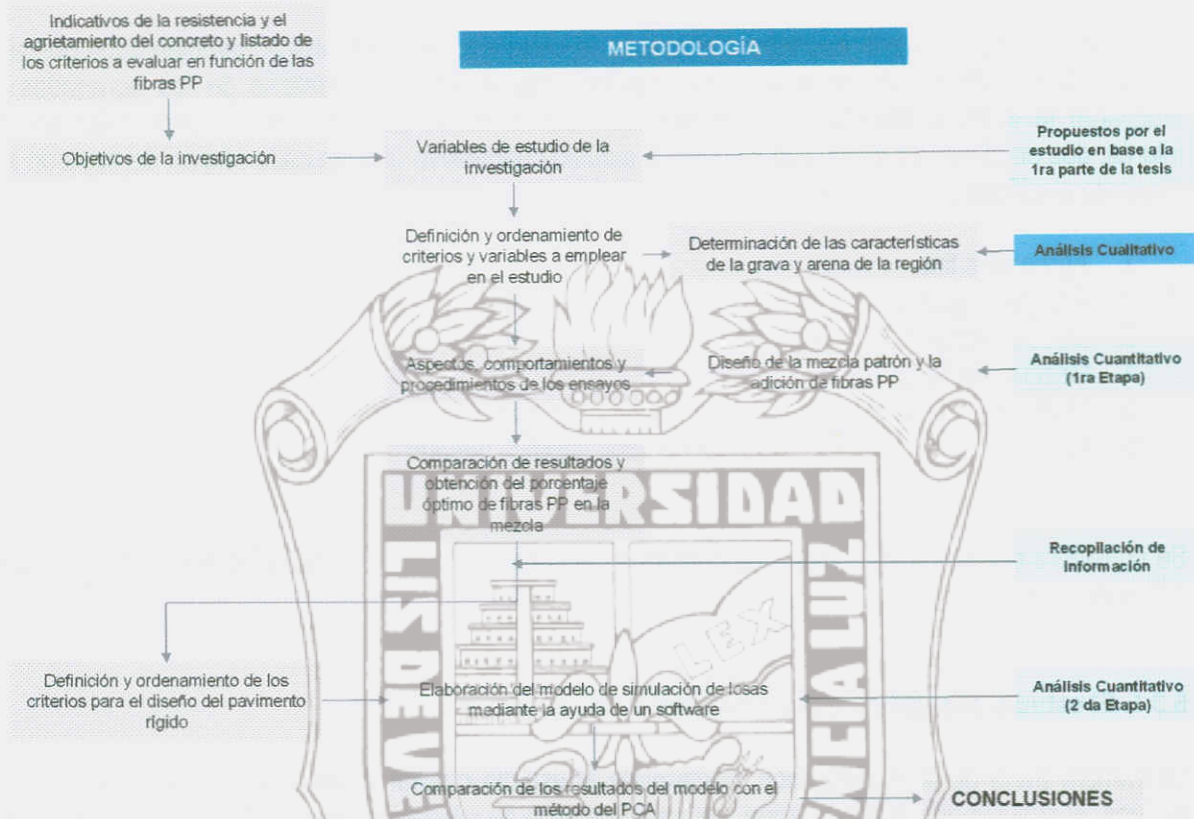 Indicativos de la resistencia y el
agrietamiento del concreto y listado de
los criterios a evaluar en función de las
fibras PP
METODOLOGÍA
Objetivos de la investigación
Variables de estudio de la
investigación
Propuestos por el
estudio en base a la
1ra parte de la tesis
Definición y ordenamiento de
criterios y variables a emplear
en el estudio
Determinación de las características
de la grava y arena de la región
Análisis Cualitativo
Aspectos, comportamientos y
procedimientos de los ensayos
Diseño de la mezcla patrón y la
adición de fibras PP
Análisis Cuantitativo
(1ra Etapa)
Comparación de resultados y
obtención del porcentaje
óptimo de fibras PP en la
mezcla
Recopilación de
información
Definición y ordenamiento de los
criterios para el diseño del pavimento
rígido
Elaboración del modelo de simulación de losas
mediante la ayuda de un software
Análisis Cuantitativo
(2 da Etapa)
Comparación de los resultados del modelo con el
método del PCA
CONCLUSIONES
UNIVERSIDAD
LIS DE VE
ENCIA LUZ
LEX